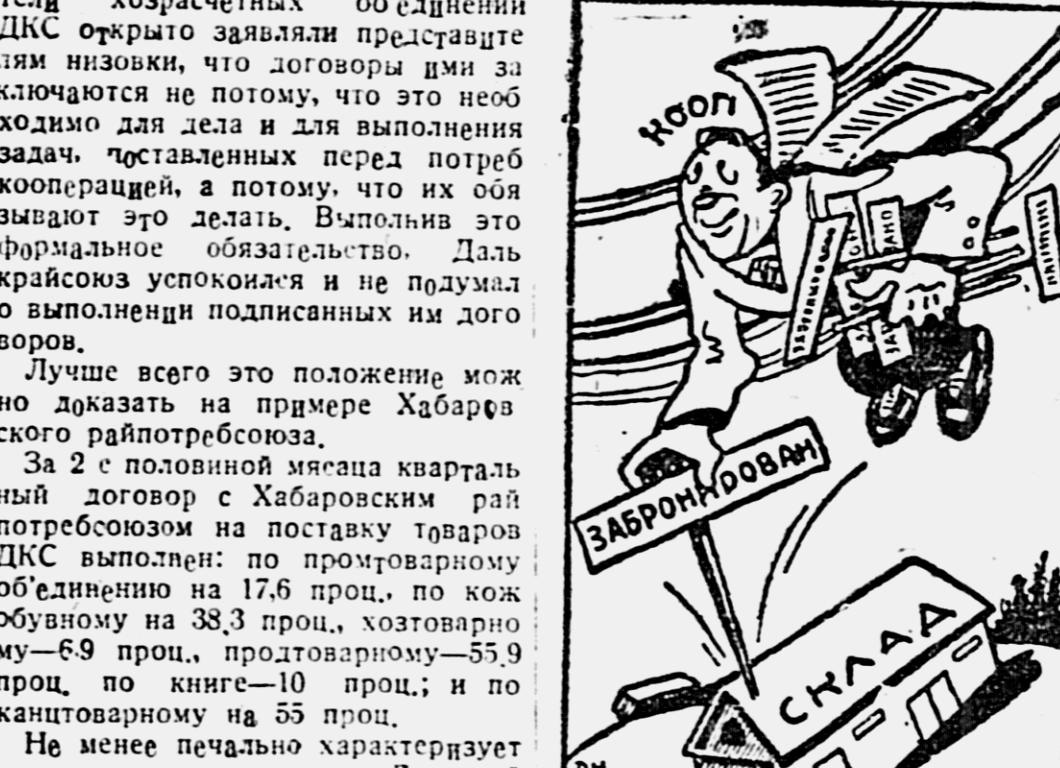 тели хозрасчетных об'единений
ДКС открыто заявляли представите
лям низовки, что договоры ими за
ключаются не потому, что это необ
ходимо для дела и для выполнения
задач, поставленных перед потреб
кооперацией, а потому, что их обя
зывают это делать. Выполнив это
формальное обязательство, Даль
крайсоюз успокоился и не подумал
о выполнении подписанных им дого
воров.
Лучше всего это положение мож
но доказать на примере Хабаров
ского райпотребсоюза.
За 2 с половиной мясаца кварталь
ный договор с Хабаровским рай
потребсоюзом на поставку товаров
ДКС выполнен: по промтоварному
об'единению на 17,6 проц., по кож
обувному на 38,3 проц., хозтоварно
му—6.9 проц., продтоварному—55,9
проц. по книге—10 проц.; и по
канцтоварному на 55 проц.
Не менее печально характеризует
КООП
ЗАБРОНИРОВАН
СКЛАД